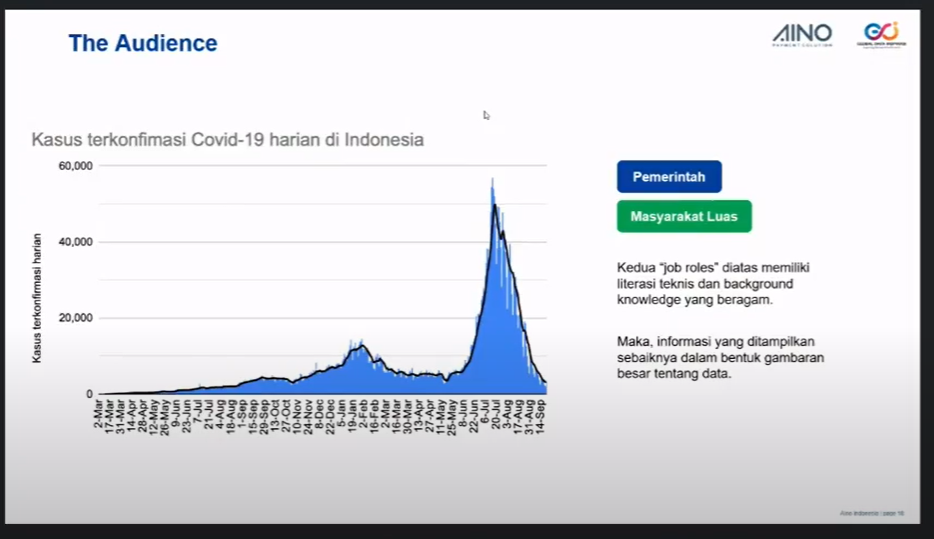 The Audience
AINO
PAYMENT SOLUTION
Kasus terkonfimasi Covid-19 harian di Indonesia
Kasus terkonfirmasi harian
60,000
40,000
20,000
0
2-Mar
17-Mar
31-Mar
14-Apr
28-Apr
12-May
26-May
9-Jun
23-Jun
7-Jul
21-Jul
4-Aug
18-Aug
1-Sep
15-Sep
29-Sep
13-Oct
27-Oct
10-Nov
24-Nov
8-Dec
22-Dec
5-Jan
19-Jan
2-Feb
16-Feb
2-Mar
16-Mar
30-Mar
13-Apr
27-Apr
11-May
25-May
8-Jun
22-Jun
6-Jul
20-Jul
3-Aug
17-Aug
31-Aug
14-Sep
Pemerintah
Masyarakat Luas
Kedua “job roles” diatas memiliki
literasi teknis dan background
knowledge yang beragam.
Maka, informasi yang ditampilkan
sebaiknya dalam bentuk gambaran
besar tentang data.
Aino Indonesia / page